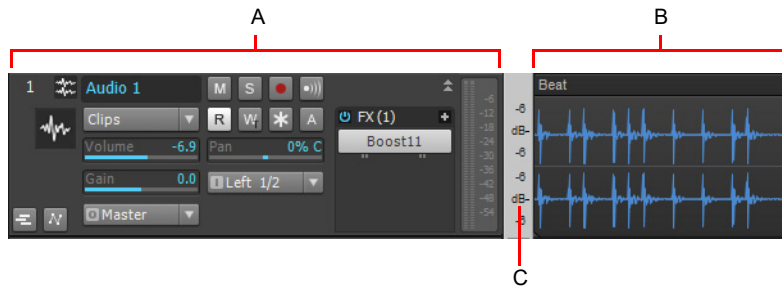 A
B
1 Audio 1 M S
Clips R W * A
Volume -6.9 Pan 0% C
Gain 0.0 I Left 1/2
O Master
FX (1) +
Boost11
-6
-12
-18
-24
-30
-36
-42
-48
-54
-6
dB-
-6
-6
dB-
-6
Beat
C